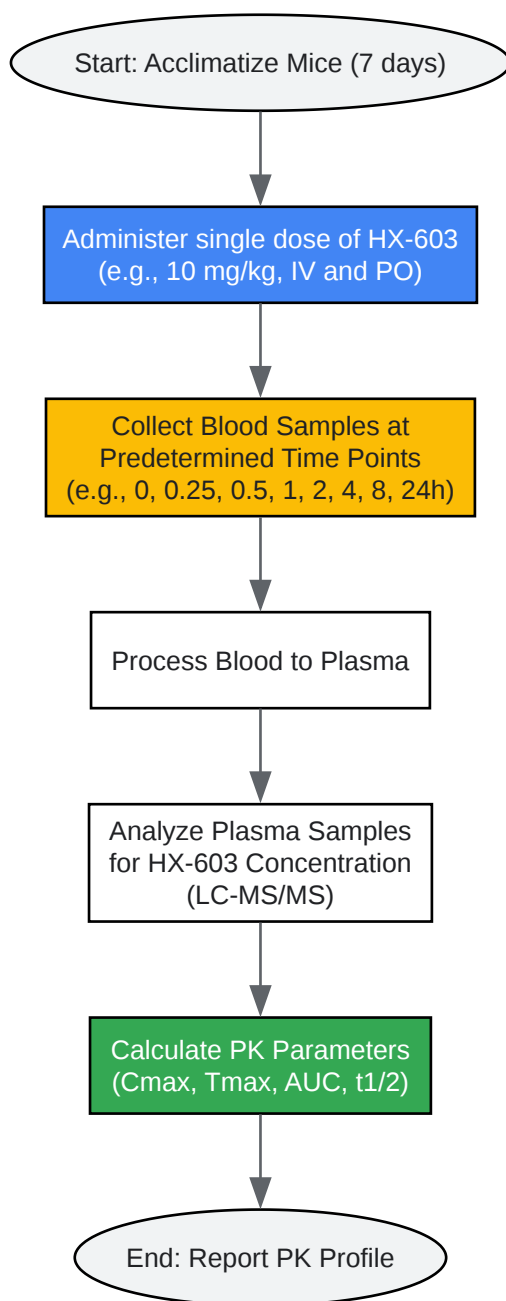 Start: Acclimatize Mice (7 days)
Administer single dose of HX-603
(e.g., 10 mg/kg, IV and PO)
Collect Blood Samples at
Predetermined Time Points
(e.g., 0, 0.25, 0.5, 1, 2, 4, 8, 24h)
Process Blood to Plasma
Analyze Plasma Samples
for HX-603 Concentration
(LC-MS/MS)
Calculate PK Parameters
(Cmax, Tmax, AUC, t1/2)
End: Report PK Profile